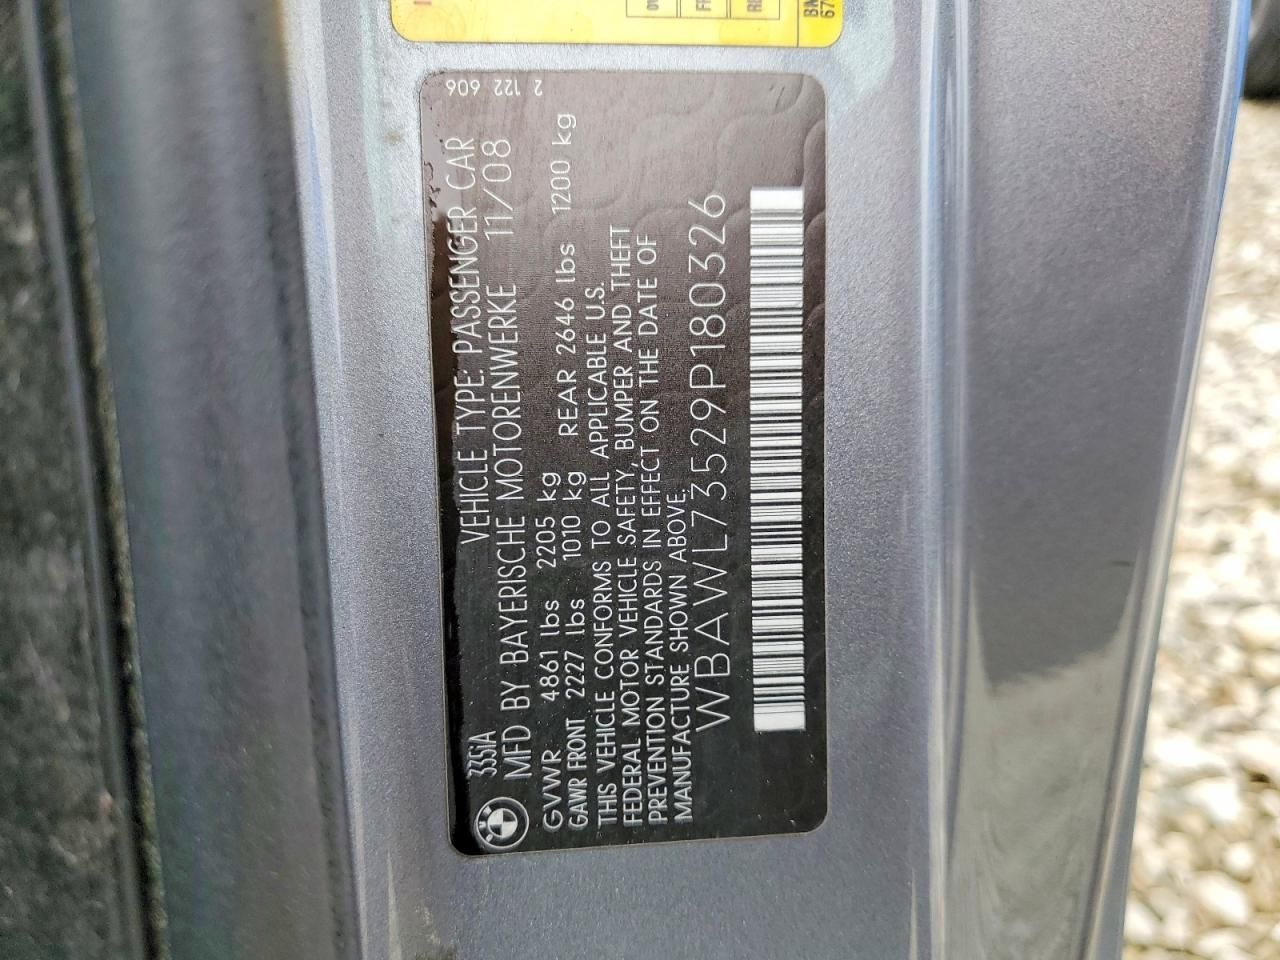 2 122 606
335iA VEHICLE TYPE: PASSENGER CAR
MFD BY BAYERISCHE MOTORENWERKE 11/08
GVWR 4861 lbs 2205 kg
GAWR FRONT 2227 lbs 1010 kg REAR 2646 lbs 1200 kg
THIS VEHICLE CONFORMS TO ALL APPLICABLE U.S.
FEDERAL MOTOR VEHICLE SAFETY, BUMPER AND THEFT
PREVENTION STANDARDS IN EFFECT ON THE DATE OF
MANUFACTURE SHOWN ABOVE.
WBAWL73529P180326